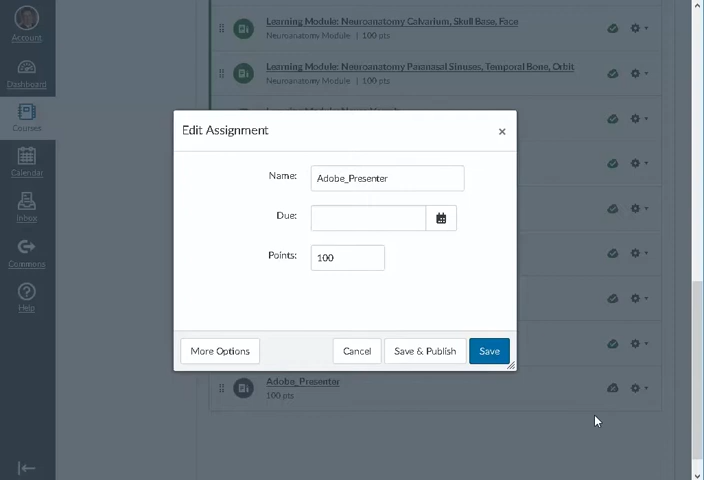 Account
Dashboard
Courses
Calendar
Inbox
Commons
Help
Learning Module: Neuroanatomy Calvarium, Skull Base, Face
Neuroanatomy Module | 100 pts
Learning Module: Neuroanatomy Paranasal Sinuses, Temporal Bone, Orbit
Neuroanatomy Module | 100 pts
Edit Assignment
×
Name:
Adobe_Presenter
Due:
Points:
100
More Options
Cancel
Save & Publish
Save
Adobe_Presenter
100 pts